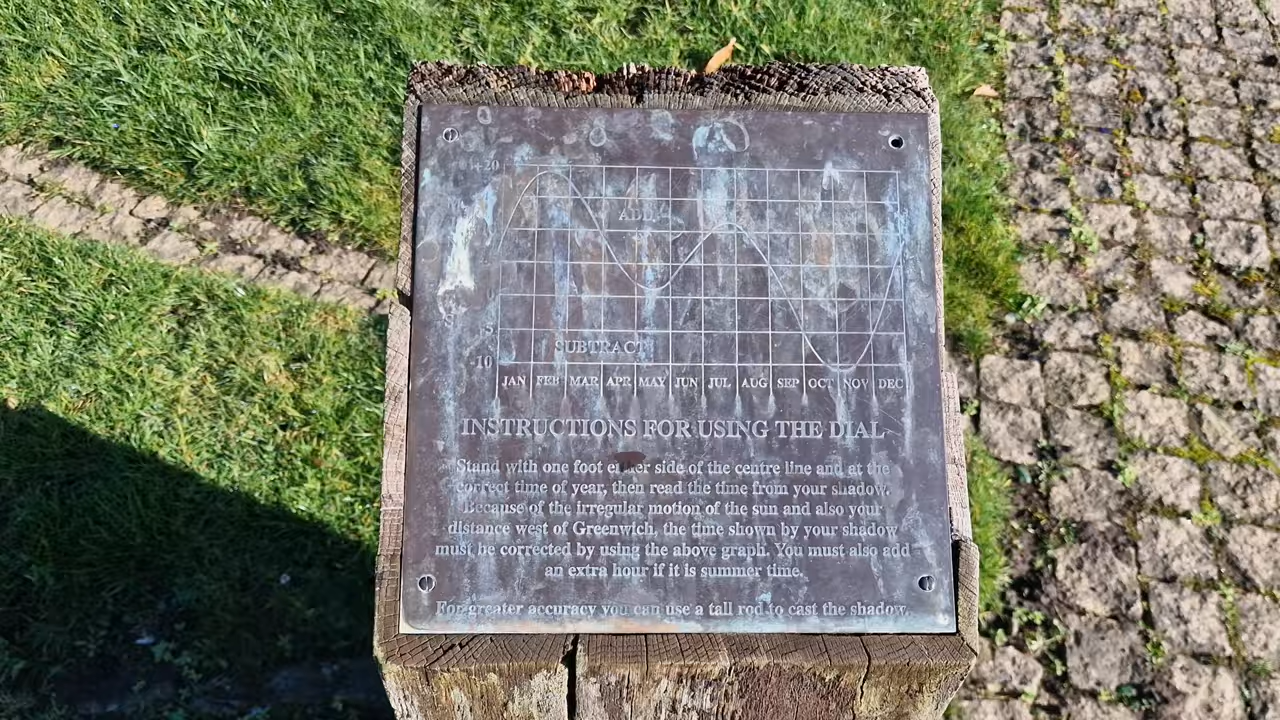 +20
ADD
SUBTRACT
-5
-10
JAN FEB MAR APR MAY JUN JUL AUG SEP OCT NOV DEC
INSTRUCTIONS FOR USING THE DIAL
Stand with one foot either side of the centre line and at the
correct time of year, then read the time from your shadow.
Because of the irregular motion of the sun and also your
distance west of Greenwich, the time shown by your shadow
must be corrected by using the above graph. You must also add
an extra hour if it is summer time.
For greater accuracy you can use a tall rod to cast the shadow.